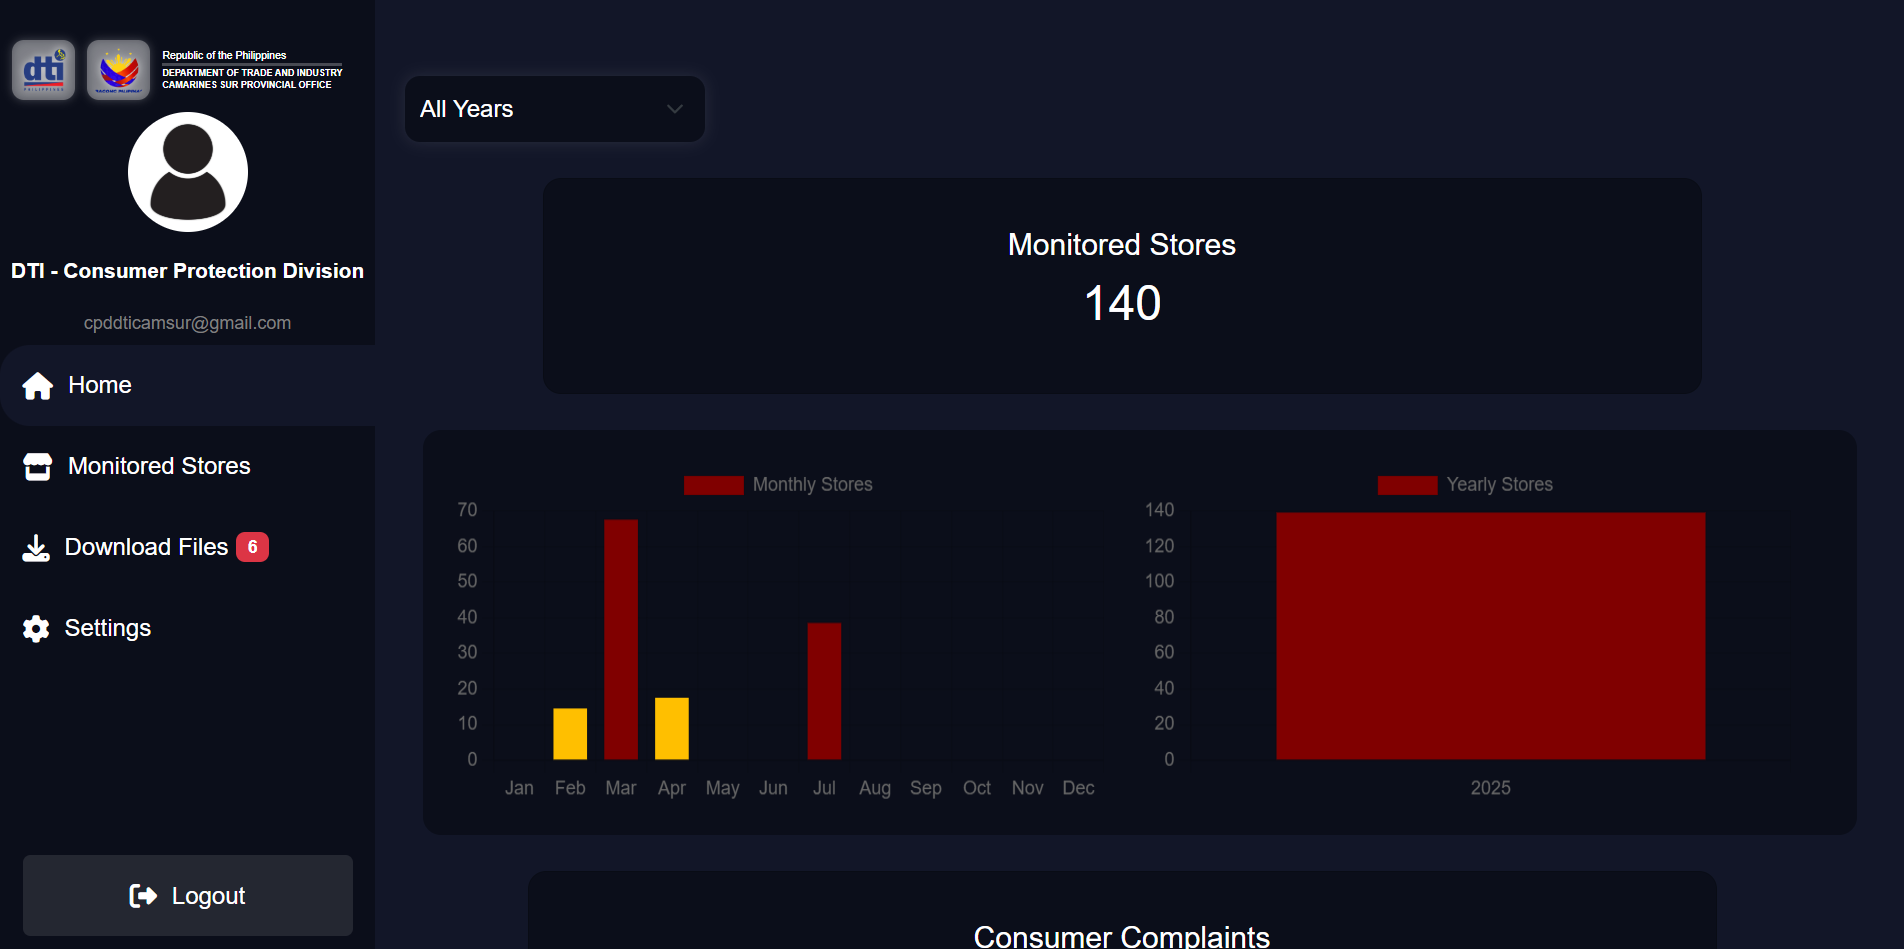 dti
PHILIPPINES
BAGONG PILIPINAS
Republic of the Philippines
DEPARTMENT OF TRADE AND INDUSTRY
CAMARINES SUR PROVINCIAL OFFICE
DTI - Consumer Protection Division
cpddticamsur@gmail.com
Home
Monitored Stores
Download Files 6
Settings
Logout
All Years
Monitored Stores
140
Monthly Stores
70
60
50
40
30
20
10
0
Jan Feb Mar Apr May Jun Jul Aug Sep Oct Nov Dec
Yearly Stores
140
120
100
80
60
40
20
0
2025
Consumer Complaints